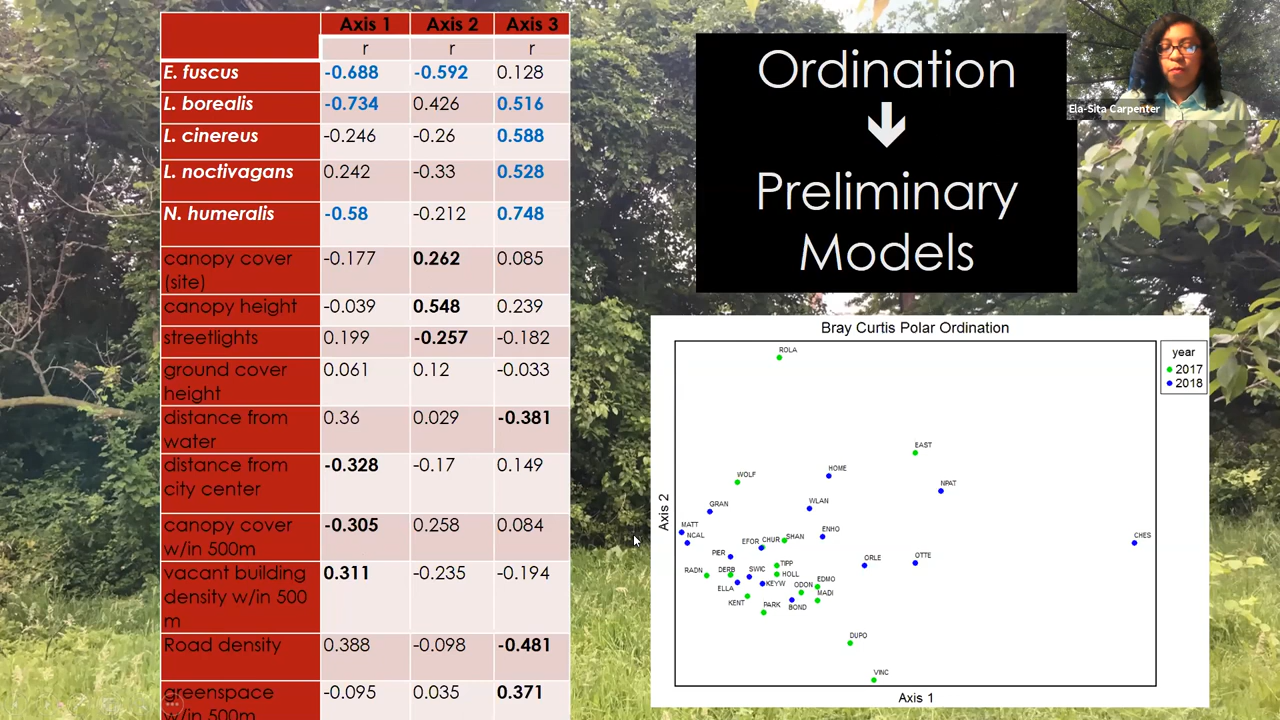 Axis 1 Axis 2 Axis 3
r r r
E. fuscus -0.688 -0.592 0.128
L. borealis -0.734 0.426 0.516
L. cinereus -0.246 -0.26 0.588
L. noctivagans 0.242 -0.33 0.528
N. humeralis -0.58 -0.212 0.748
canopy cover -0.177 0.262 0.085
(site)
canopy height -0.039 0.548 0.239
streetlights 0.199 -0.257 -0.182
ground cover 0.061 0.12 -0.033
height
distance from 0.36 0.029 -0.381
water
distance from -0.328 -0.17 0.149
city center
canopy cover -0.305 0.258 0.084
w/in 500m
vacant building 0.311 -0.235 -0.194
density w/in 500
m
Road density 0.388 -0.098 -0.481
greenspace -0.095 0.035 0.371
w/in 500m
Ordination
Preliminary
Models
Ela-Sita Carpenter
Bray Curtis Polar Ordination
year
2017
2018
ROLA
EAST
WOLF
HOME
NPAT
GRAN
WLAN
MATT
NCAL
ENHO
CHES
EFOR
CHUR
SHAN
PIER
ORLE
OTTE
TIPP
RADN
DERB
SWIC
HOLL
ELLA
KEYW
EDMO
ODON
MADI
KENT
PARK
BOND
DUPO
VINC
Axis 2
Axis 1